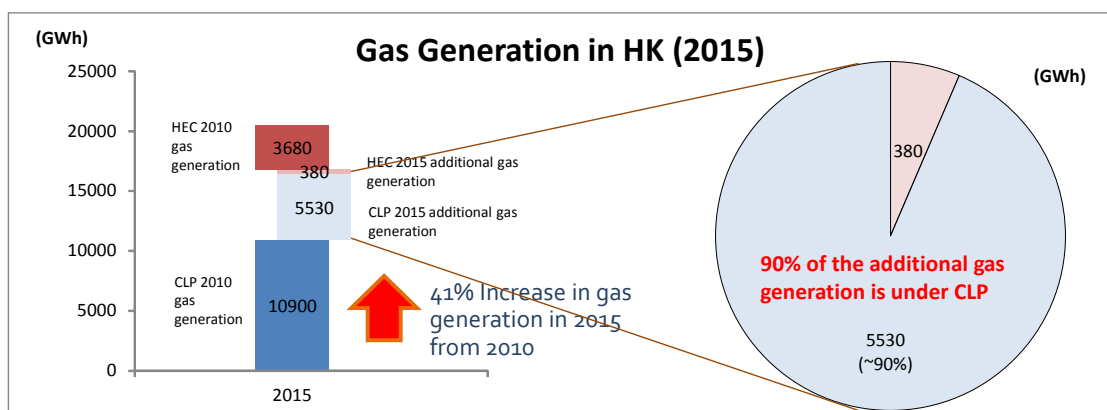 Gas Generation in HK (2015)
(GWh)
25000
20000
15000
10000
5000
0
HEC 2010
gas
generation
3680
380
HEC 2015 additional gas
generation
5530
CLP 2015 additional gas
generation
CLP 2010
gas
generation
10900
41% Increase in gas
generation in 2015
from 2010
2015
(GWh)
380
90% of the additional gas
generation is under CLP
5530
(~90%)